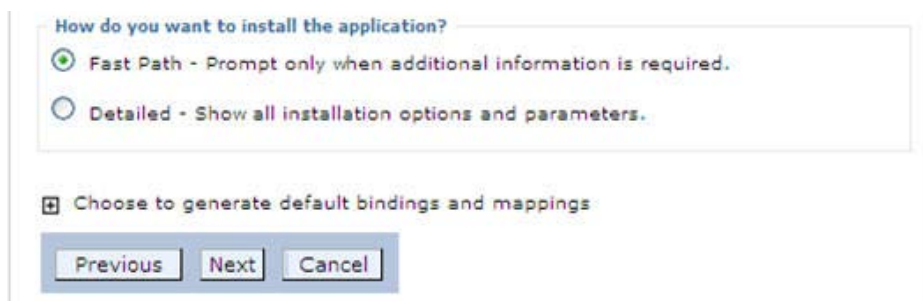 How do you want to install the application?
Fast Path - Prompt only when additional information is required.
Detailed - Show all installation options and parameters.
Choose to generate default bindings and mappings
Previous Next Cancel